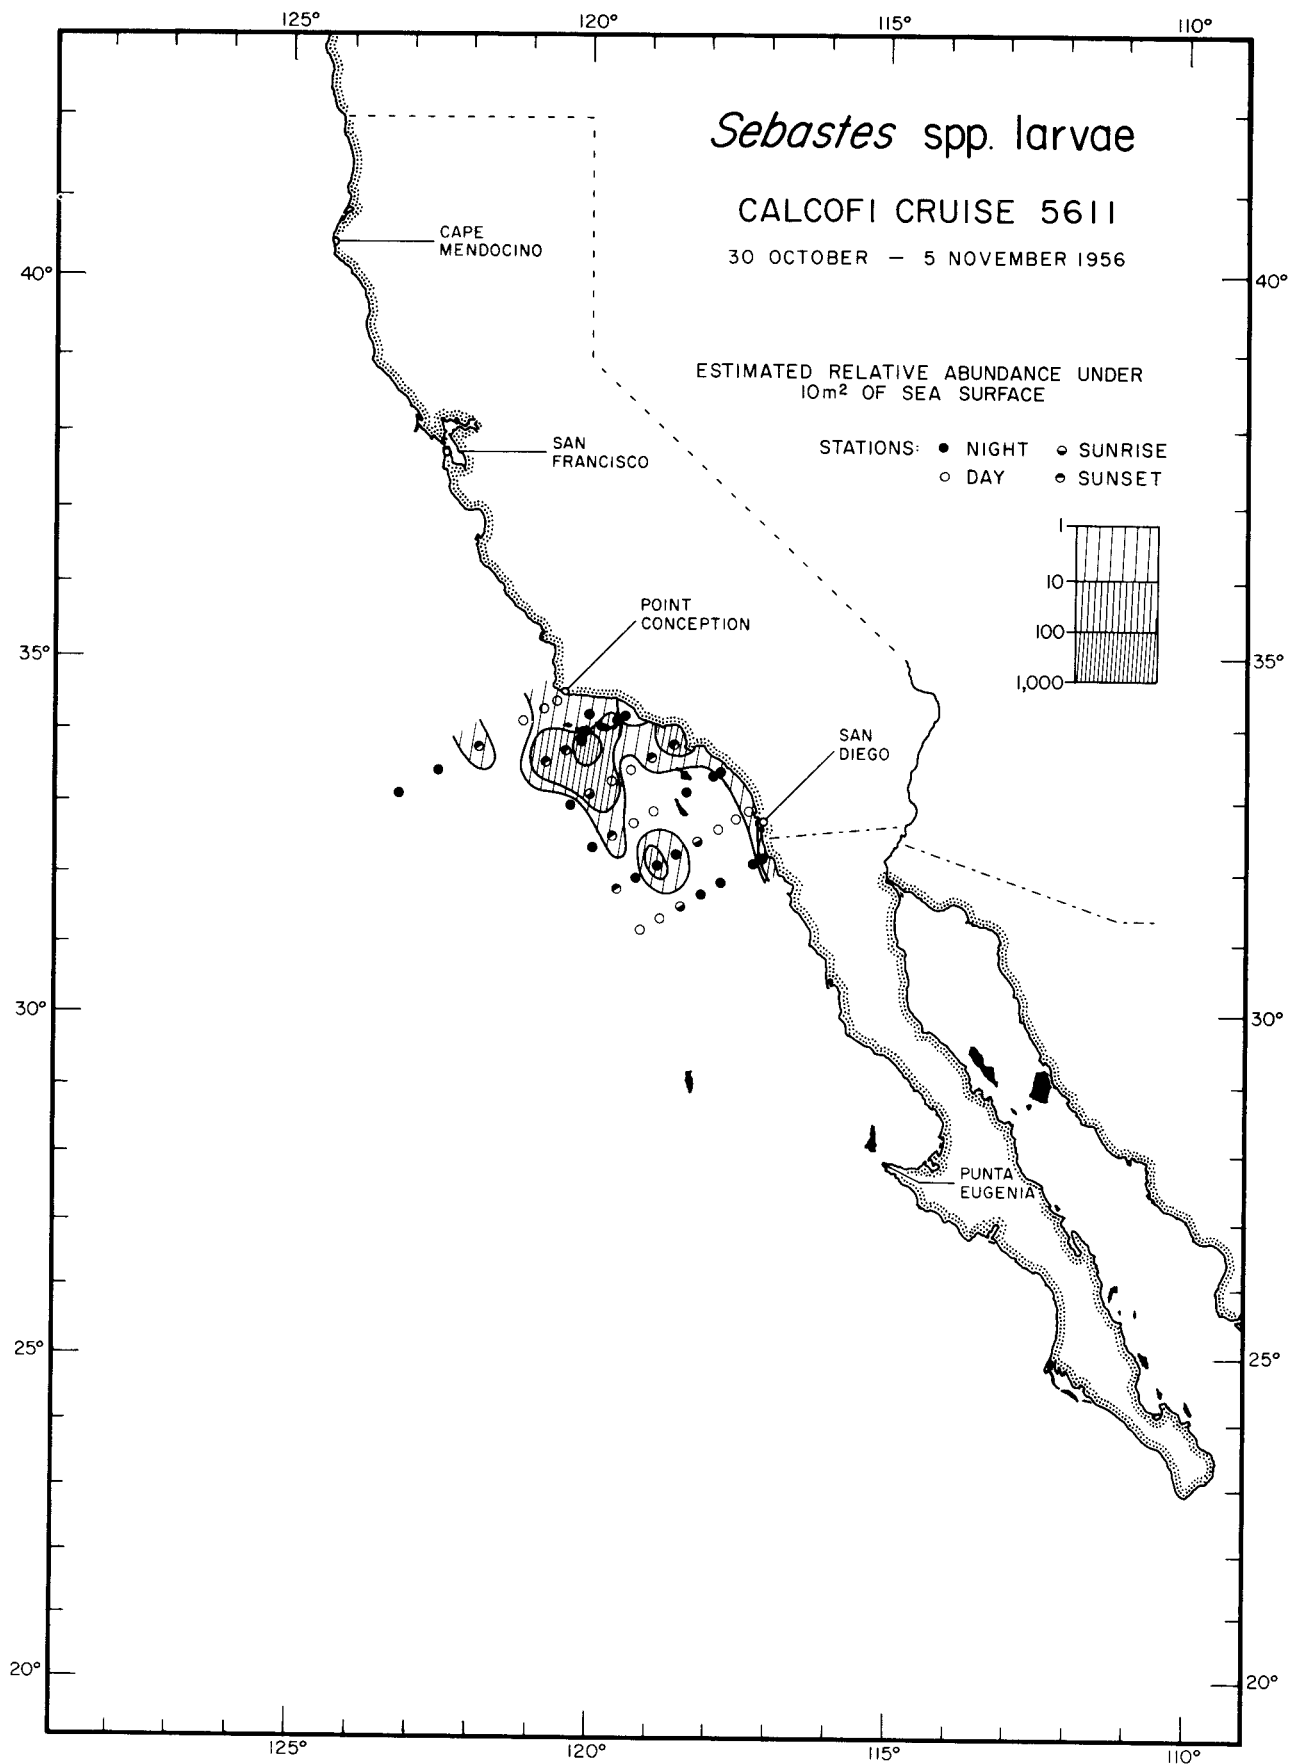 125°
120°
115°
110°
Sebastes spp. larvae
CALCOFI CRUISE 5611
30 OCTOBER — 5 NOVEMBER 1956
CAPE
MENDOCINO
40°
40°
ESTIMATED RELATIVE ABUNDANCE UNDER
10m² OF SEA SURFACE
STATIONS: ● NIGHT SUNRISE
○ DAY SUNSET
SAN
FRANCISCO
1
10
100
1,000
POINT
CONCEPTION
35°
35°
SAN
DIEGO
30°
30°
PUNTA
EUGENIA
25°
25°
20°
20°
125°
120°
115°
110°